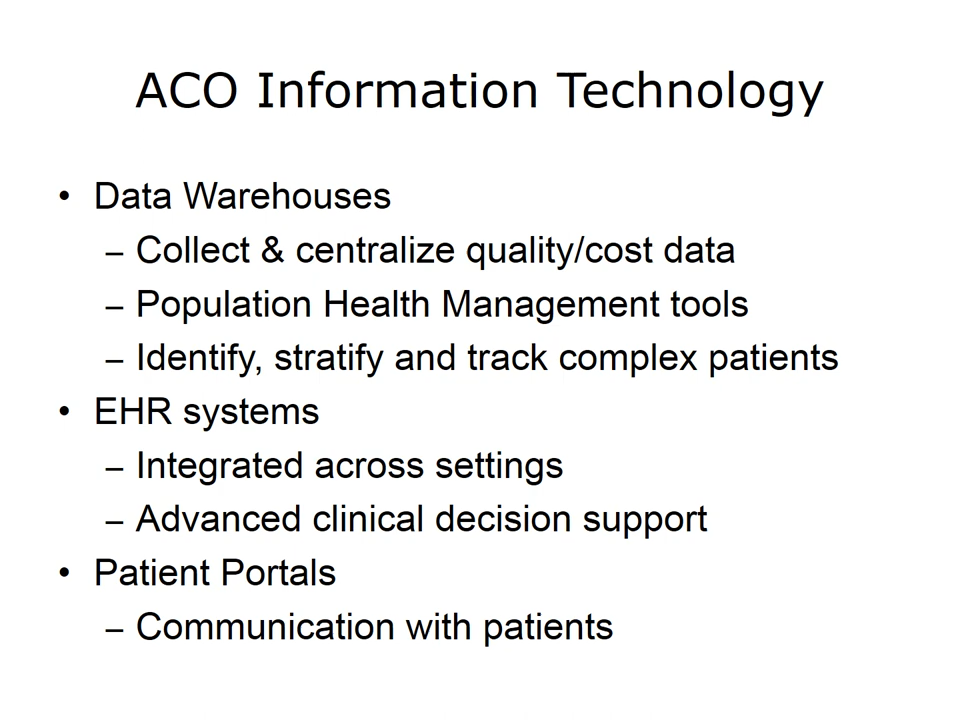 ACO Information Technology
• Data Warehouses
– Collect & centralize quality/cost data
– Population Health Management tools
– Identify, stratify and track complex patients
• EHR systems
– Integrated across settings
– Advanced clinical decision support
• Patient Portals
– Communication with patients